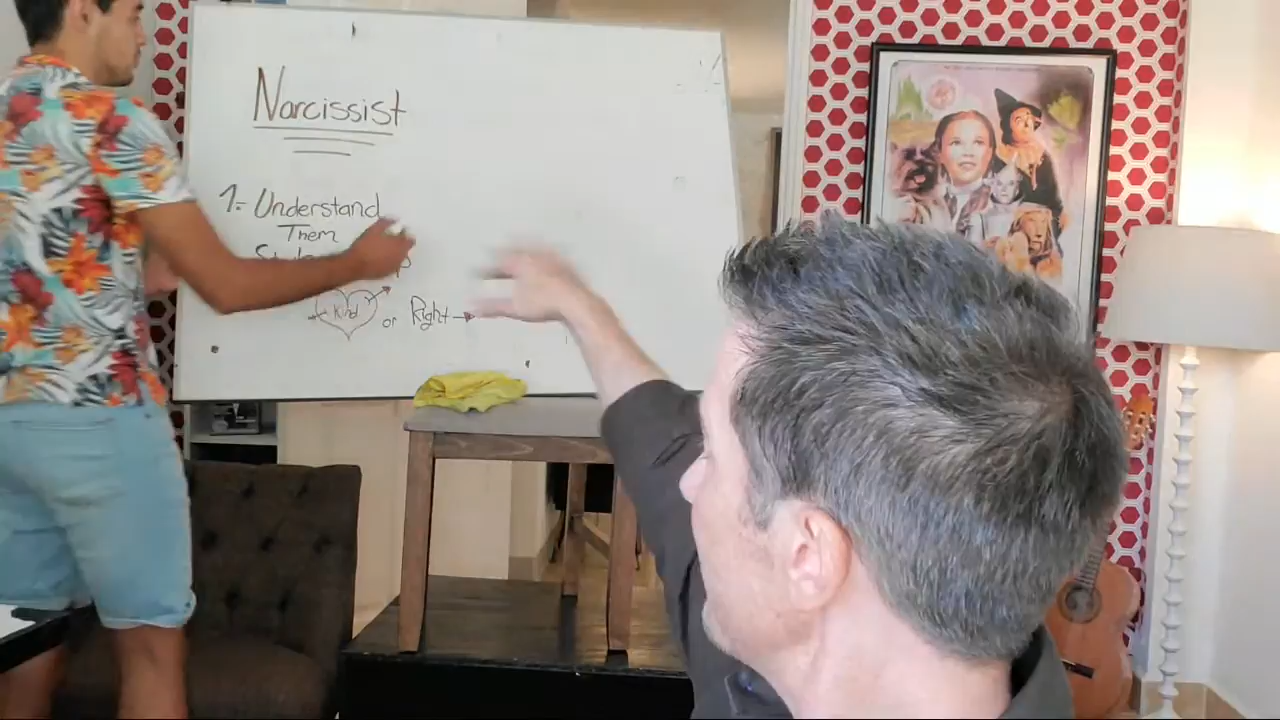 Narcissist
1- Understand
Them
Kind or Right →